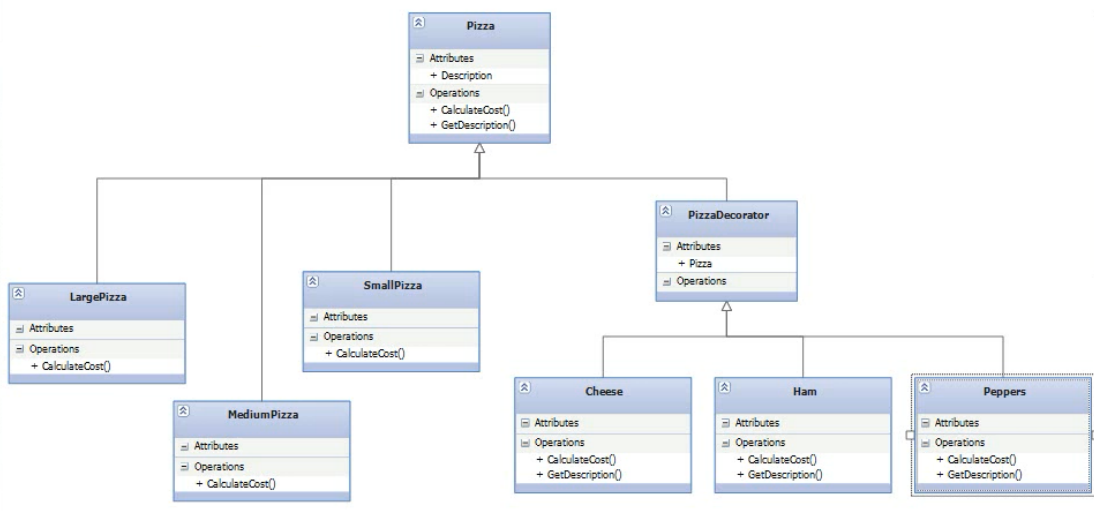 Pizza
Attributes
+ Description
Operations
+ CalculateCost()
+ GetDescription()
PizzaDecorator
Attributes
+ Pizza
Operations
LargePizza
Attributes
Operations
+ CalculateCost()
SmallPizza
Attributes
Operations
+ CalculateCost()
MediumPizza
Attributes
Operations
+ CalculateCost()
Cheese
Attributes
Operations
+ CalculateCost()
+ GetDescription()
Ham
Attributes
Operations
+ CalculateCost()
+ GetDescription()
Peppers
Attributes
Operations
+ CalculateCost()
+ GetDescription()